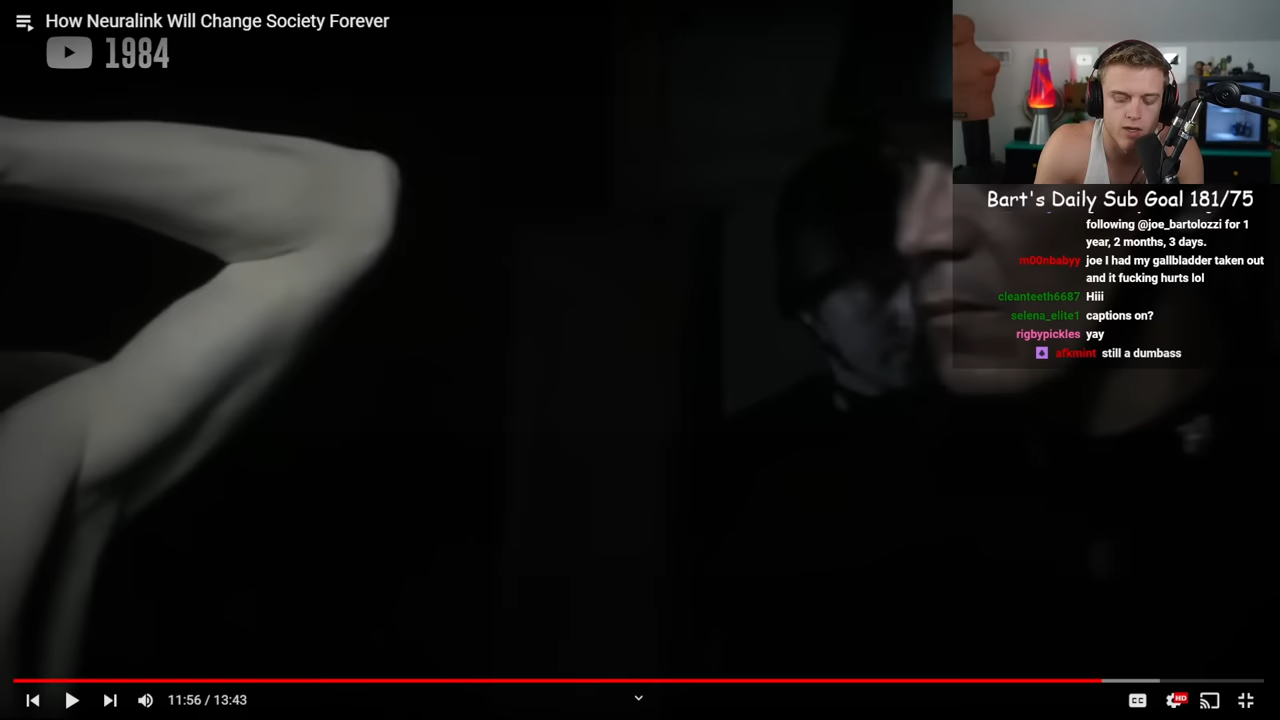 How Neuralink Will Change Society Forever
1984
Bart's Daily Sub Goal 181/75
following @joe_bartolozzi for 1
year, 2 months, 3 days.
m00nbabyy joe I had my gallbladder taken out
and it fucking hurts lol
cleanteeth6687 Hiii
selena_elite1 captions on?
rigbypickles yay
afkmint still a dumbass
11:56 / 13:43
CC
HD